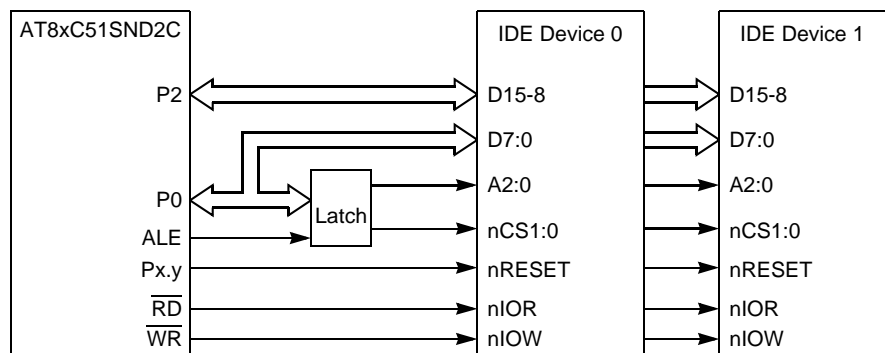 AT8xC51SND2C IDE Device 0 IDE Device 1
P2 D15-8 D15-8
D7:0 D7:0
P0 Latch A2:0 A2:0
ALE nCS1:0 nCS1:0
Px.y nRESET nRESET
RD nIOR nIOR
WR nIOW nIOW